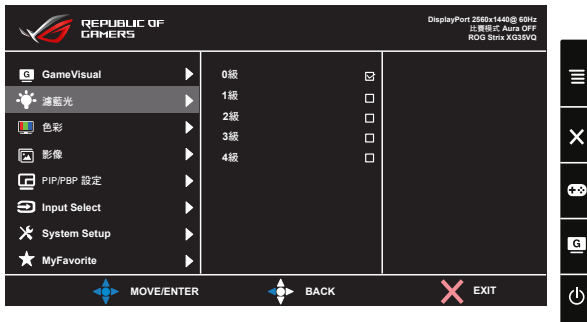 REPUBLIC OF
GAMERS
DisplayPort 2560x1440@ 60Hz
比賽模式 Aura OFF
ROG Strix XG35VQ
G GameVisual
濾藍光
色彩
影像
PIP/PBP 設定
Input Select
System Setup
MyFavorite
0級
1級
2級
3級
4級
MOVE/ENTER
BACK
EXIT
G